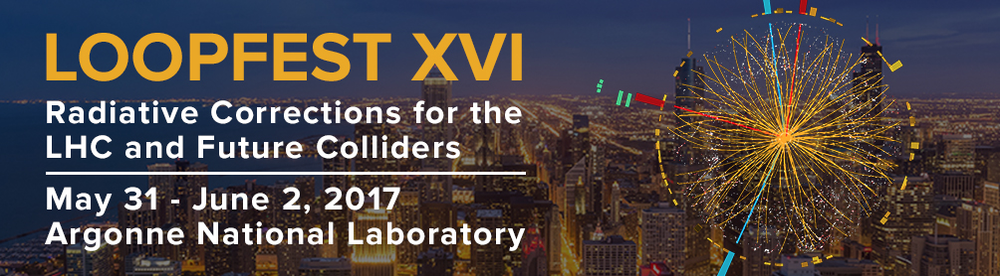 LOOPFEST XVI
Radiative Corrections for the
LHC and Future Colliders
May 31 - June 2, 2017
Argonne National Laboratory